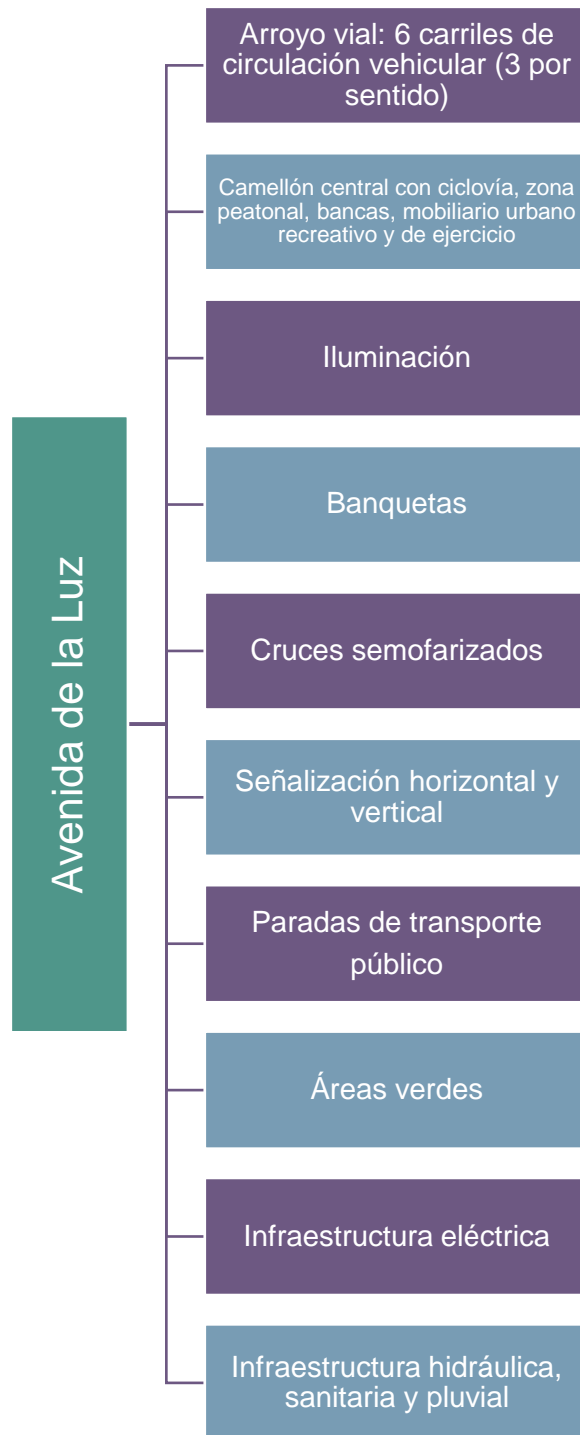 Avenida de la Luz
Arroyo vial: 6 carriles de
circulación vehicular (3 por
sentido)
Camellón central con ciclovía, zona
peatonal, bancas, mobiliario urbano
recreativo y de ejercicio
Iluminación
Banquetas
Cruces semofarizados
Señalización horizontal y
vertical
Paradas de transporte
público
Áreas verdes
Infraestructura eléctrica
Infraestructura hidráulica,
sanitaria y pluvial